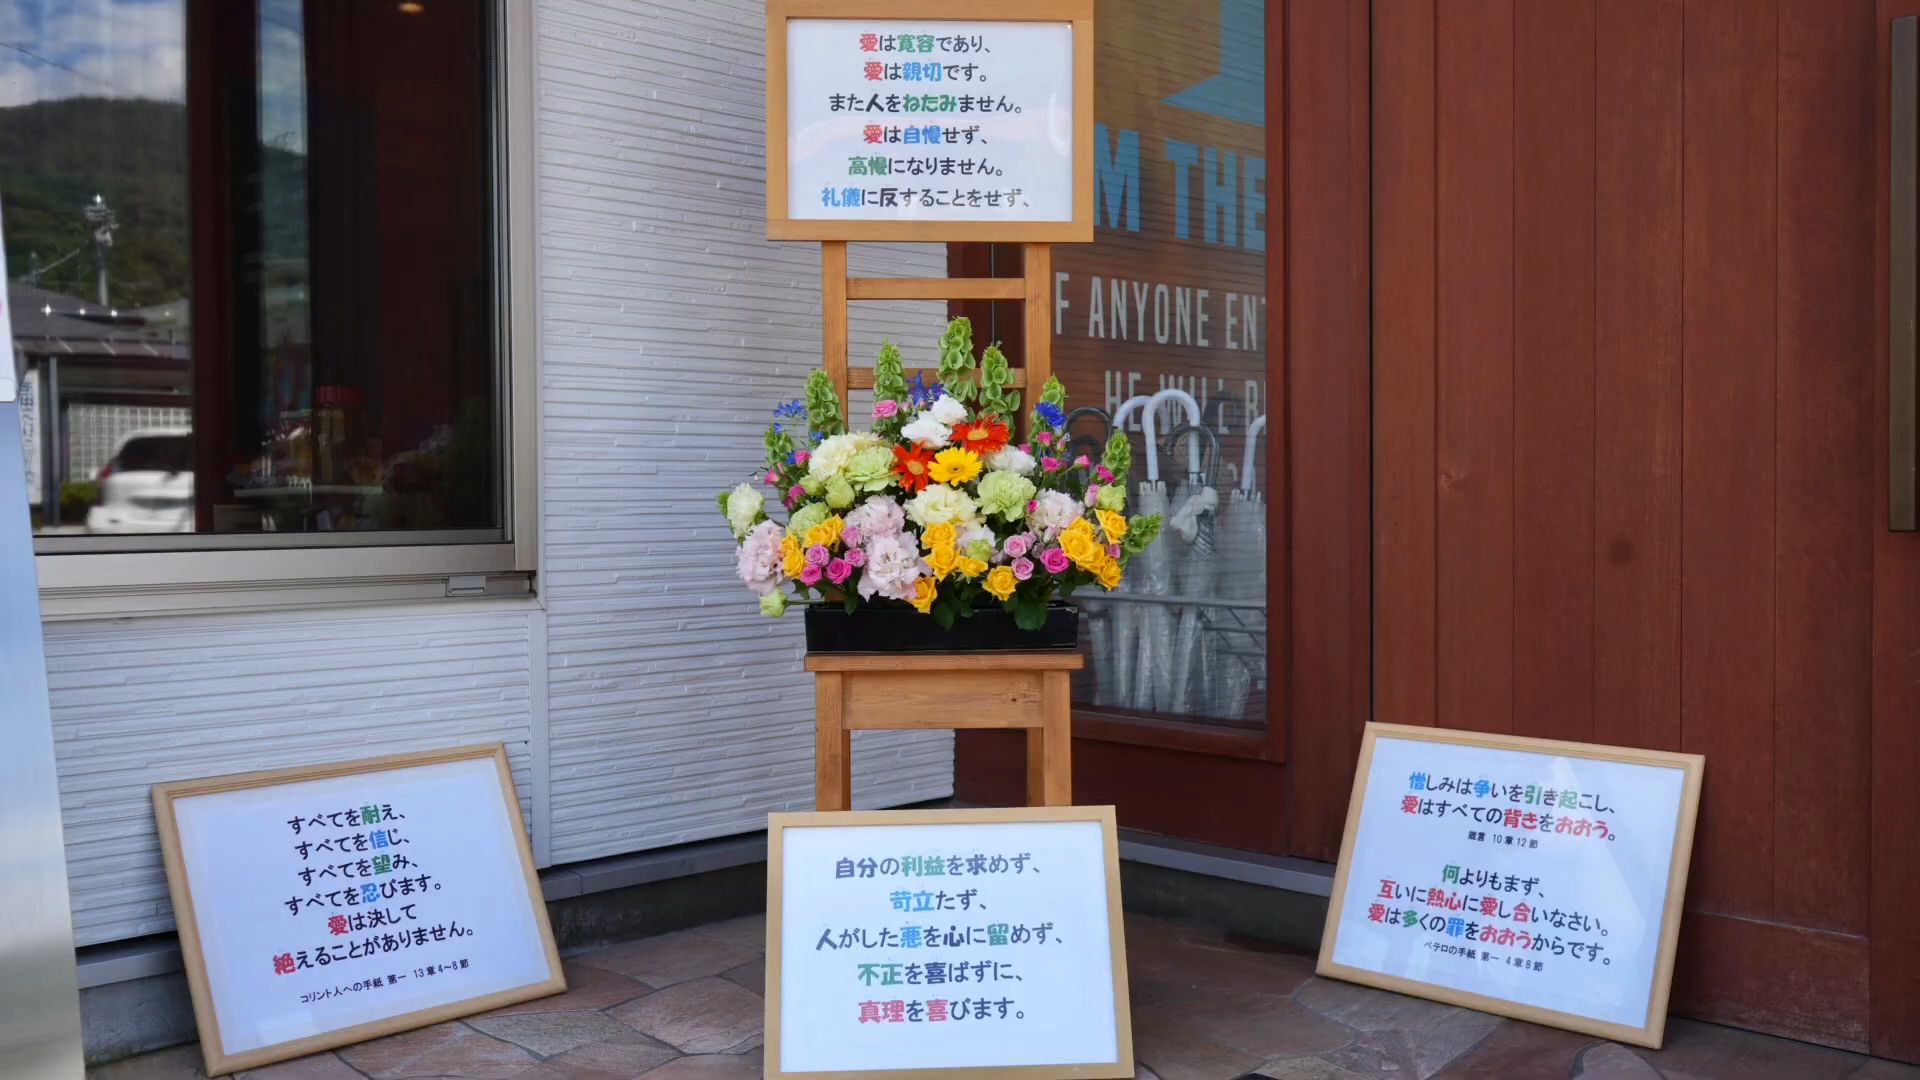 愛は寛容であり、
愛は親切です。
また人をねたみません。
愛は自慢せず、
高慢になりません。
礼儀に反することをせず、
M THE
F ANYONE EN
HE WILL B
すべてを耐え、
すべてを信じ、
すべてを望み、
すべてを忍びます。
愛は決して
絶えることがありません。
コリント人への手紙 第一 13章4～8節
自分の利益を求めず、
苛立たず、
人がした悪を心に留めず、
不正を喜ばずに、
真理を喜びます。
憎しみは争いを引き起こし、
愛はすべての背きをおおう。
箴言 10章12節
何よりもまず、
互いに熱心に愛し合いなさい。
愛は多くの罪をおおうからです。
ペテロの手紙 第一 4章8節